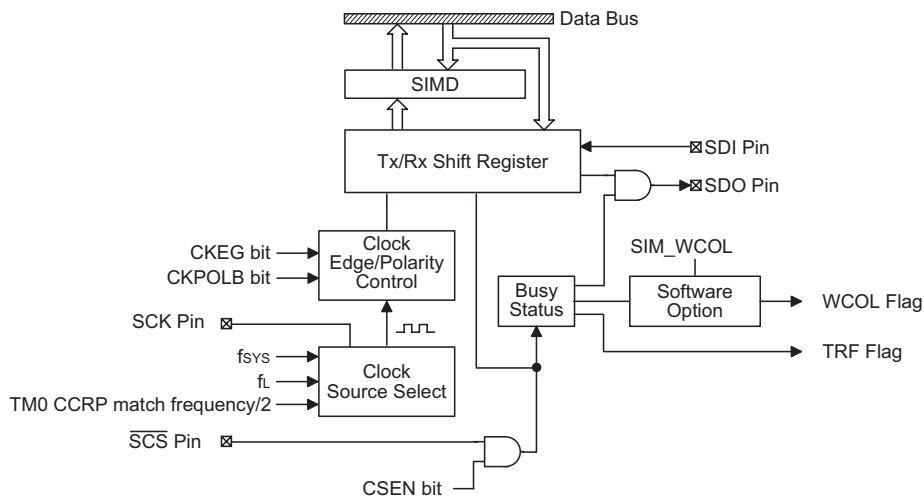 Data Bus
SIMD
Tx/Rx Shift Register
SDI Pin
SDO Pin
CKEG bit
CKPOLB bit
Clock
Edge/Polarity
Control
SIM_WCOL
Busy
Status
Software
Option
WCOL Flag
SCK Pin
TRF Flag
fSYS
fL
TM0 CCRP match frequency/2
Clock
Source Select
SCS Pin
CSEN bit